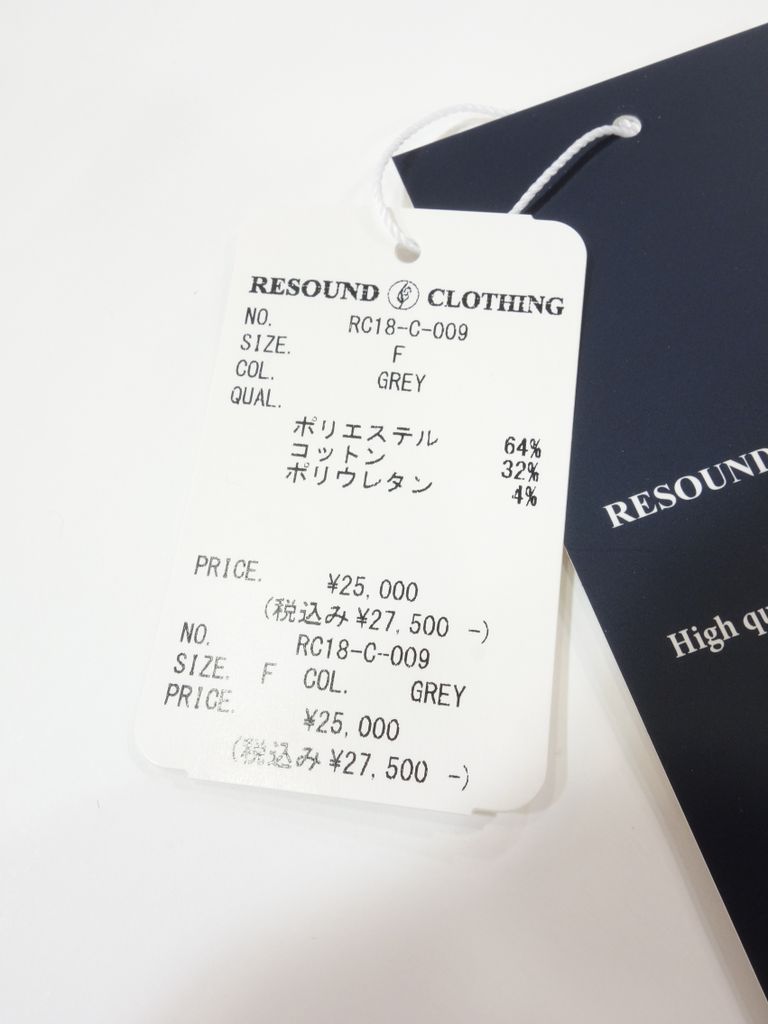 RESOUND CLOTHING
NO. RC18-C-009
SIZE. F
COL. GREY
QUAL.
ポリエステル 64%
コットン 32%
ポリウレタン 4%
PRICE. ¥25,000
(税込み ¥27,500 -)
NO. RC18-C-009
SIZE. F COL. GREY
PRICE. ¥25,000
(税込み ¥27,500 -)
RESOUND
High qu